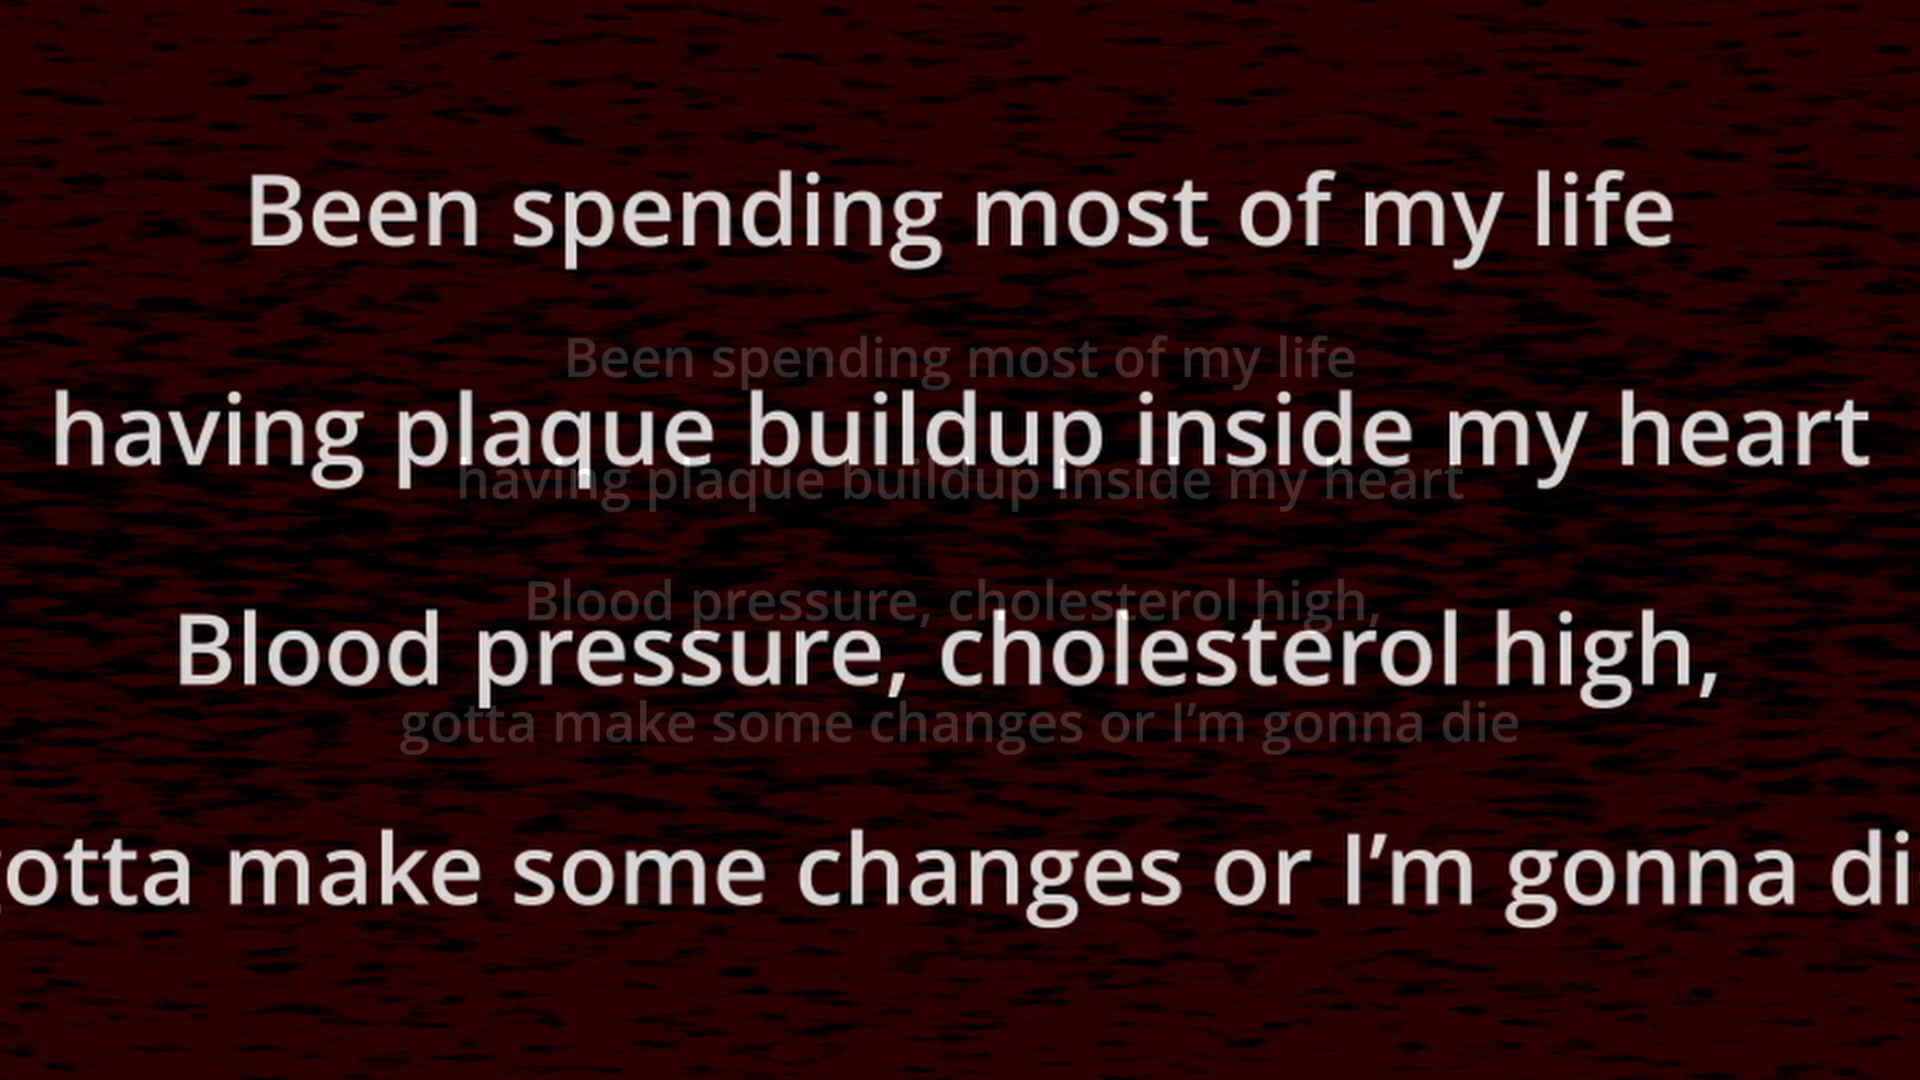 Been spending most of my life
Been spending most of my life
having plaque buildup inside my heart
having plaque buildup inside my heart
Blood pressure, cholesterol high,
Blood pressure, cholesterol high,
gotta make some changes or I’m gonna die
otta make some changes or I’m gonna di